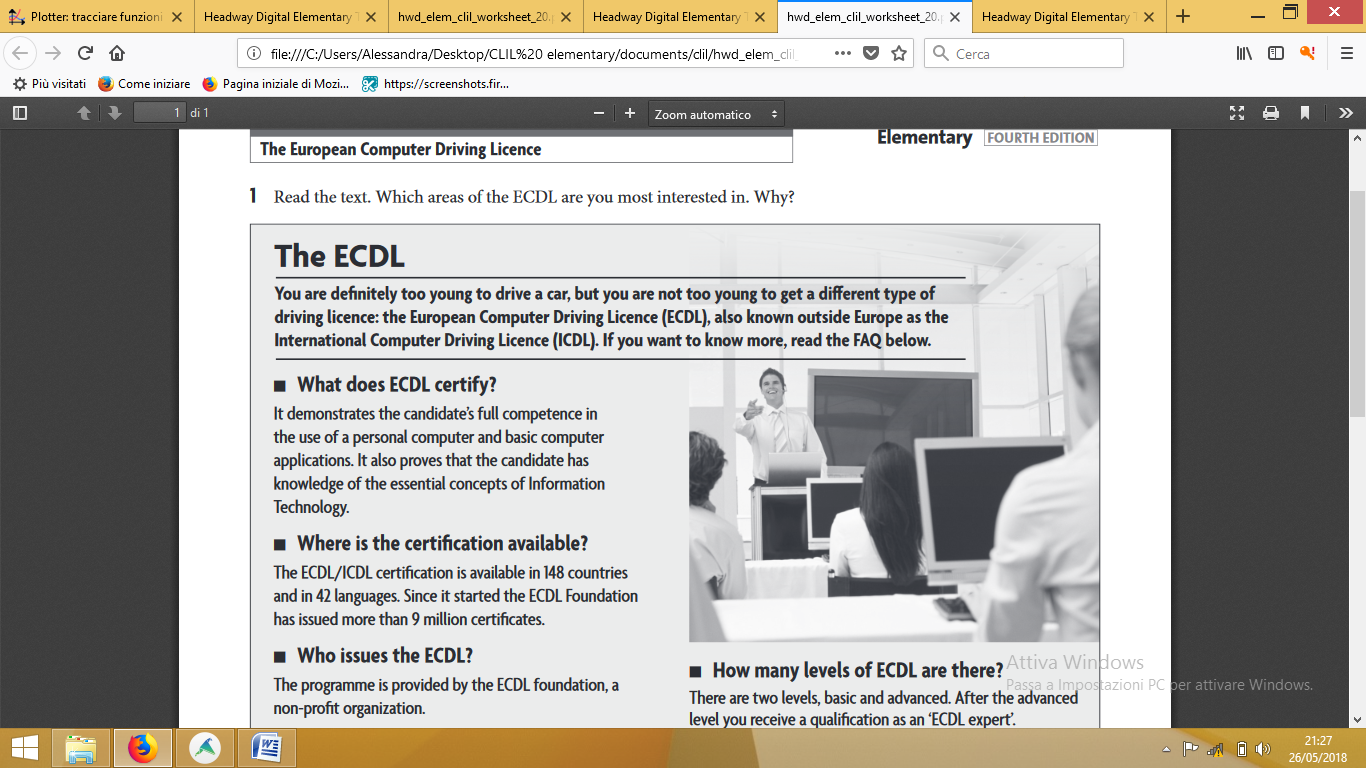 Plotter: tracciare funzioni
Headway Digital Elementary T
hwd_elem_clil_worksheet_20.p
Headway Digital Elementary T
hwd_elem_clil_worksheet_20.p
Headway Digital Elementary T
file:///C:/Users/Alessandra/Desktop/CLIL%20 elementary/documents/clil/hwd_elem_clil_
Cerca
Più visitati
Come iniziare
Pagina iniziale di Mozi...
https://screenshots.fir...
1 di 1
Zoom automatico
Elementary FOURTH EDITION
The European Computer Driving Licence
1 Read the text. Which areas of the ECDL are you most interested in. Why?
The ECDL
You are definitely too young to drive a car, but you are not too young to get a different type of
driving licence: the European Computer Driving Licence (ECDL), also known outside Europe as the
International Computer Driving Licence (ICDL). If you want to know more, read the FAQ below.
■ What does ECDL certify?
It demonstrates the candidate's full competence in
the use of a personal computer and basic computer
applications. It also proves that the candidate has
knowledge of the essential concepts of Information
Technology.
■ Where is the certification available?
The ECDL/ICDL certification is available in 148 countries
and in 42 languages. Since it started the ECDL Foundation
has issued more than 9 million certificates.
■ Who issues the ECDL?
The programme is provided by the ECDL foundation, a
non-profit organization.
■ How many levels of ECDL are there?
There are two levels, basic and advanced. After the advanced
level you receive a qualification as an 'ECDL expert'.
Attiva Windows
Passa a Impostazioni PC per attivare Windows.
21:27
26/05/2018